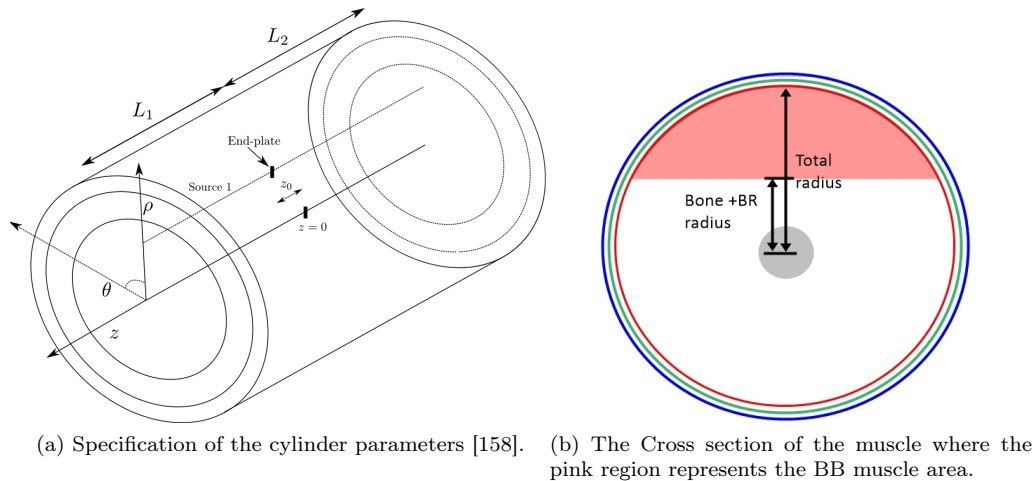 L₂
L₁
End-plate
Source 1
z₀
ρ
z = 0
θ
z
Total
radius
Bone +BR
radius
(a) Specification of the cylinder parameters [158].
(b) The Cross section of the muscle where the
pink region represents the BB muscle area.